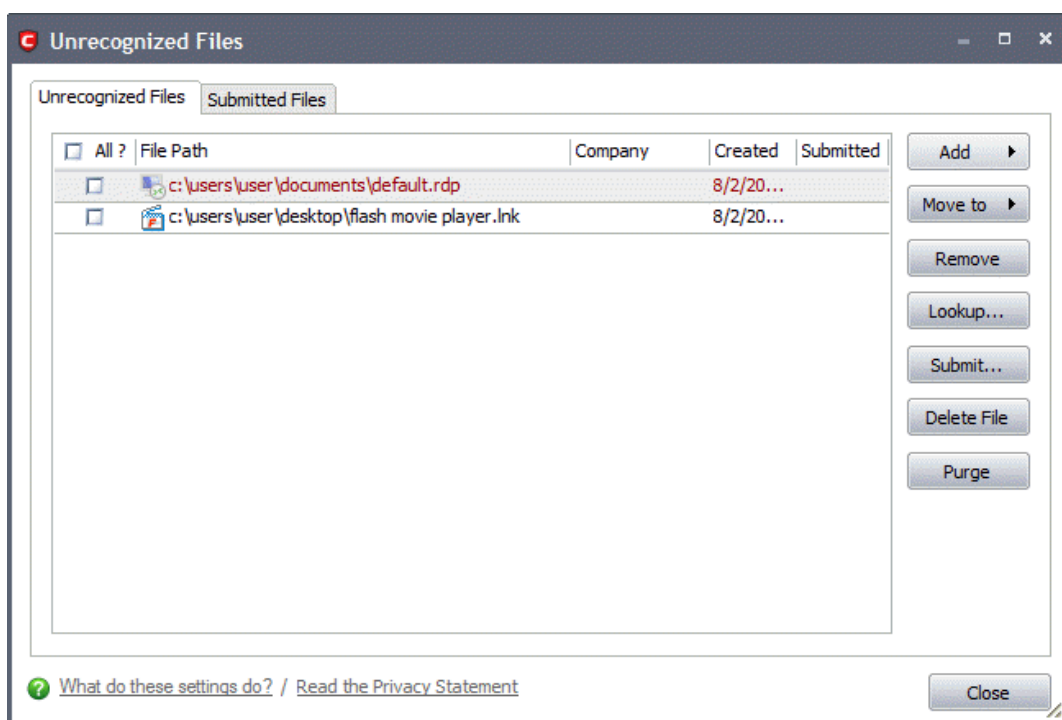 Unrecognized Files
Unrecognized Files Submitted Files
All ? File Path Company Created Submitted
c:\users\user\documents\default.rdp 8/2/20...
c:\users\user\desktop\flash movie player.lnk 8/2/20...
Add
Move to
Remove
Lookup...
Submit...
Delete File
Purge
What do these settings do? / Read the Privacy Statement
Close